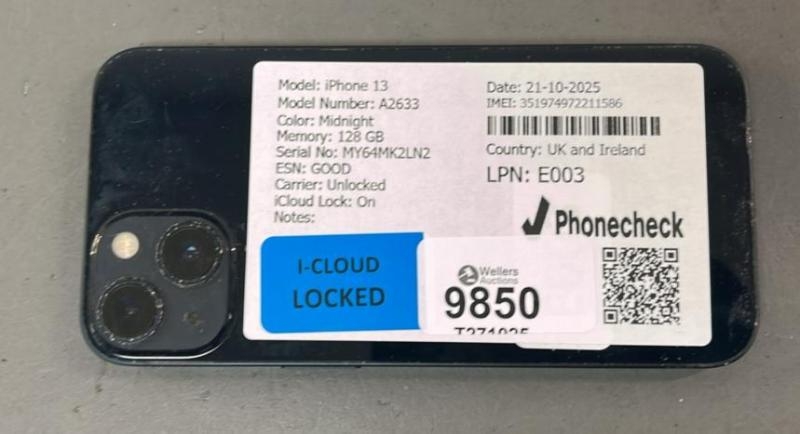 Model: iPhone 13
Model Number: A2633
Color: Midnight
Memory: 128 GB
Serial No: MY64MK2LN2
ESN: GOOD
Carrier: Unlocked
iCloud Lock: On
Notes:
Date: 21-10-2025
IMEI: 351974972211586
Country: UK and Ireland
LPN: E003
Phonecheck
I-CLOUD
LOCKED
Wellers
Auctions
9850